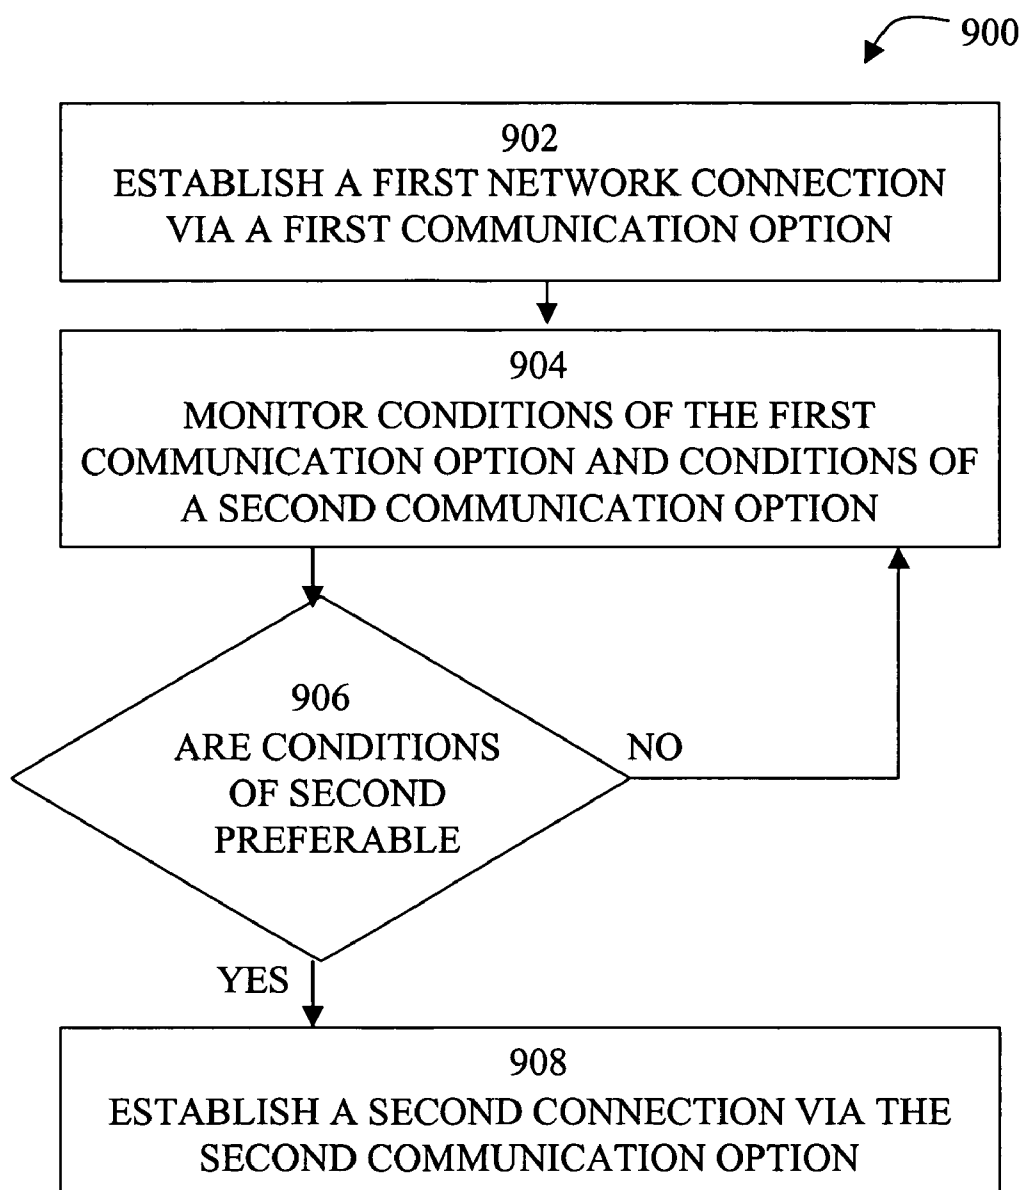 900
902
ESTABLISH A FIRST NETWORK CONNECTION
VIA A FIRST COMMUNICATION OPTION
904
MONITOR CONDITIONS OF THE FIRST
COMMUNICATION OPTION AND CONDITIONS OF
A SECOND COMMUNICATION OPTION
906
ARE CONDITIONS
OF SECOND
PREFERABLE
NO
YES
908
ESTABLISH A SECOND CONNECTION VIA THE
SECOND COMMUNICATION OPTION